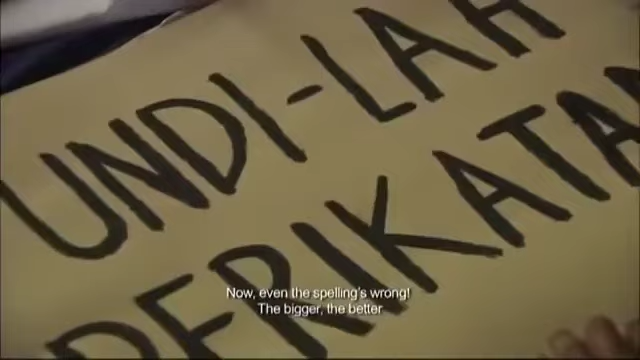 UNDI-LAH
PERIKATA
Now, even the spelling's wrong!
The bigger, the better